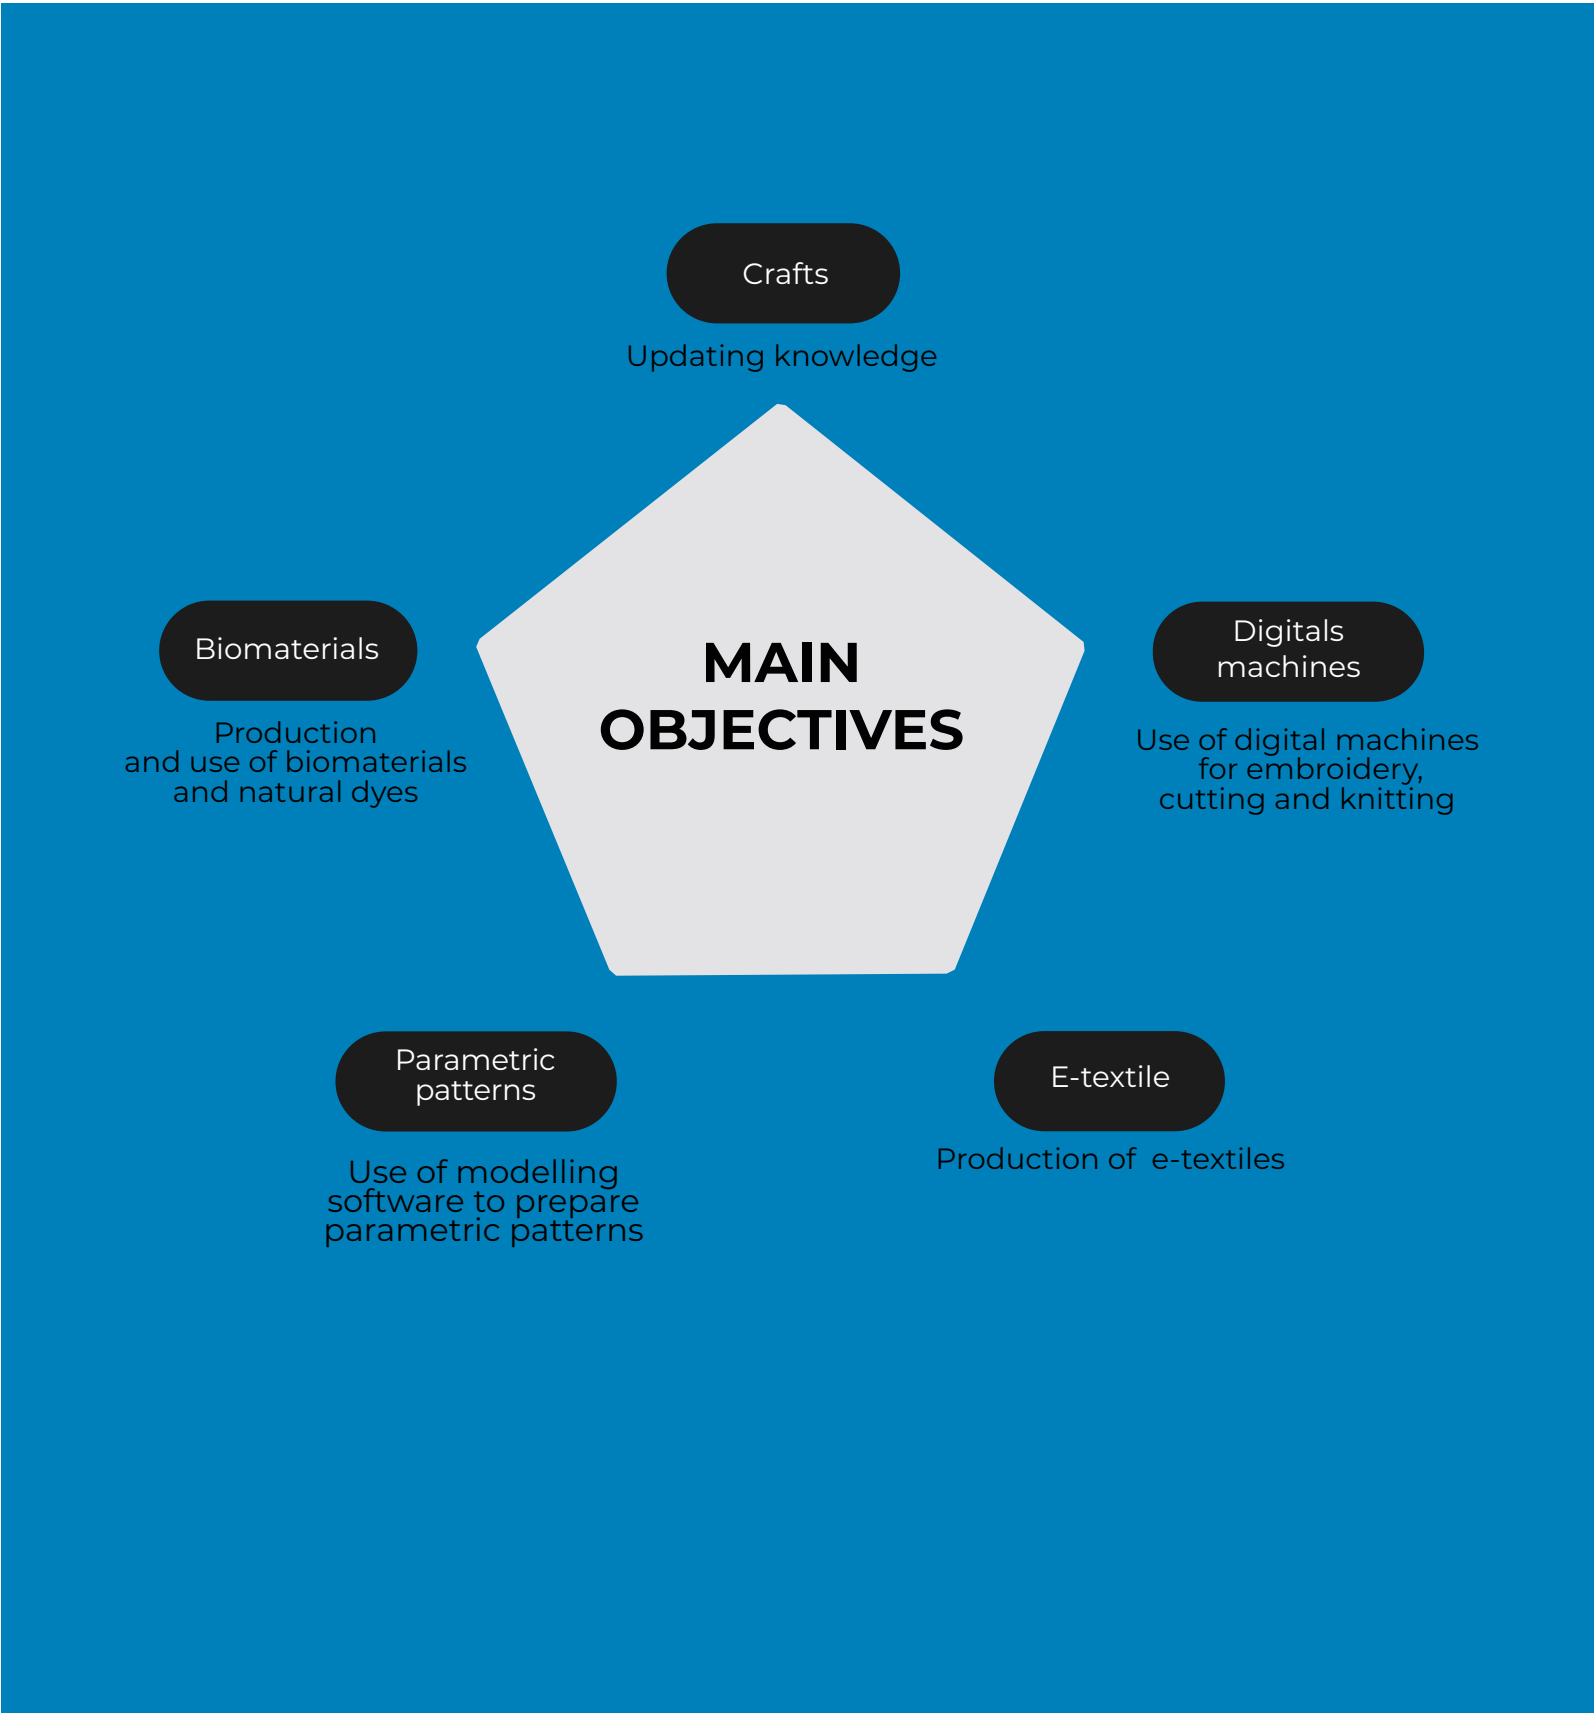 Crafts
Updating knowledge
MAIN
OBJECTIVES
Biomaterials
Production
and use of biomaterials
and natural dyes
Digitals
machines
Use of digital machines
for embroidery,
cutting and knitting
Parametric
patterns
Use of modelling
software to prepare
parametric patterns
E-textile
Production of  e-textiles